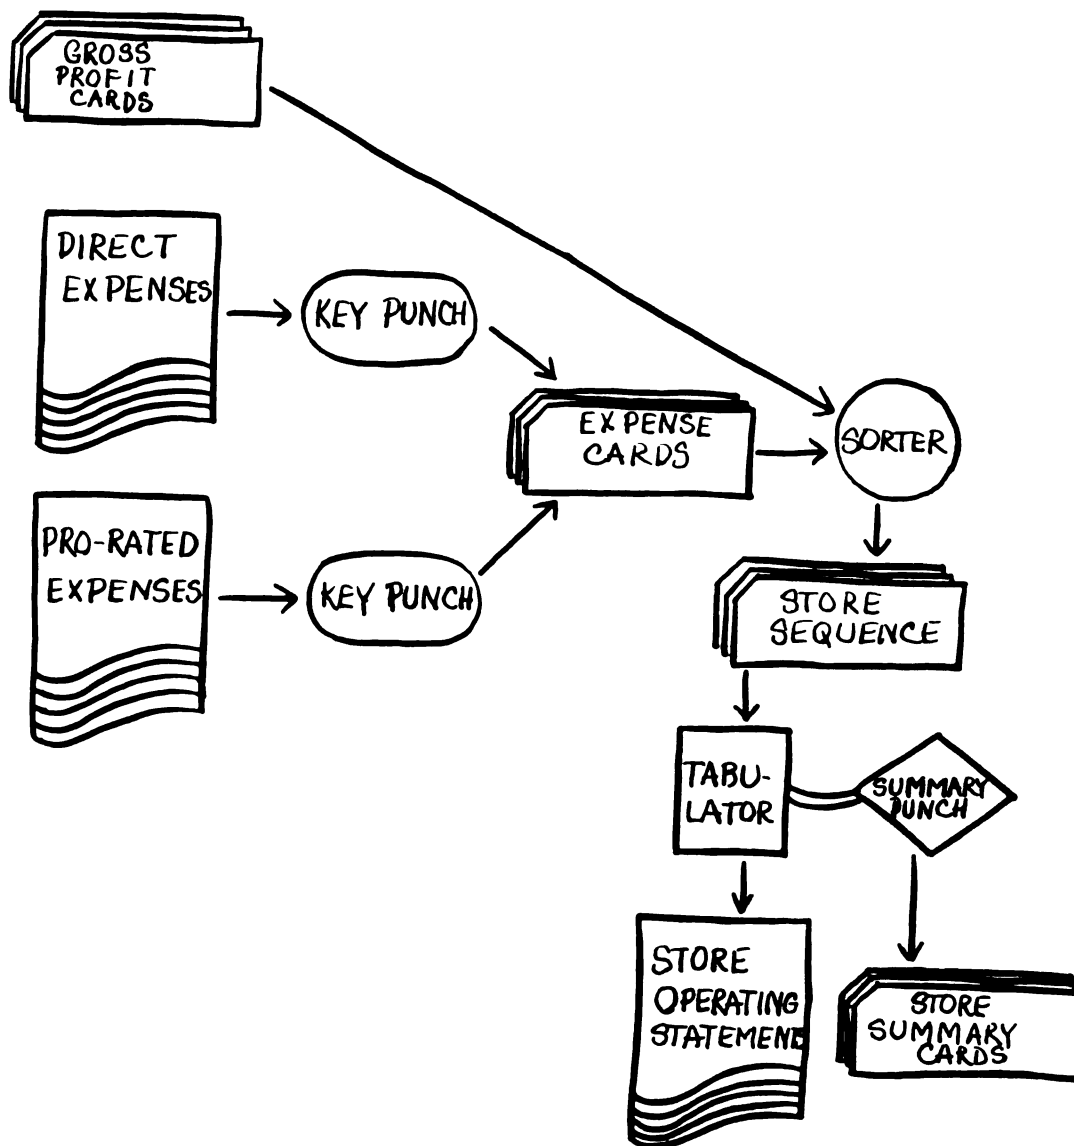 GROSS
PROFIT
CARDS
DIRECT
EXPENSES
KEY PUNCH
EXPENSE
CARDS
SORTER
PRO-RATED
EXPENSES
KEY PUNCH
STORE
SEQUENCE
TABU-
LATOR
SUMMARY
PUNCH
STORE
OPERATING
STATEMENT
STORE
SUMMARY
CARDS